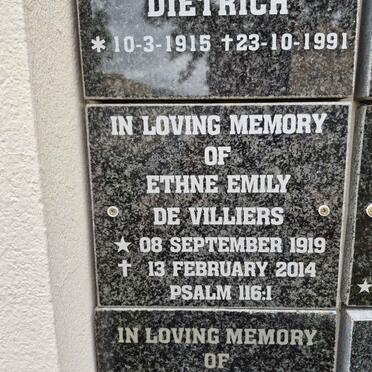 DIETRICH
* 10-3-1915 †23-10-1991
IN LOVING MEMORY
OF
ETHNE EMILY
DE VILLIERS
★ 08 SEPTEMBER 1919
† 13 FEBRUARY 2014
PSALM 116:1
IN LOVING MEMORY
OF